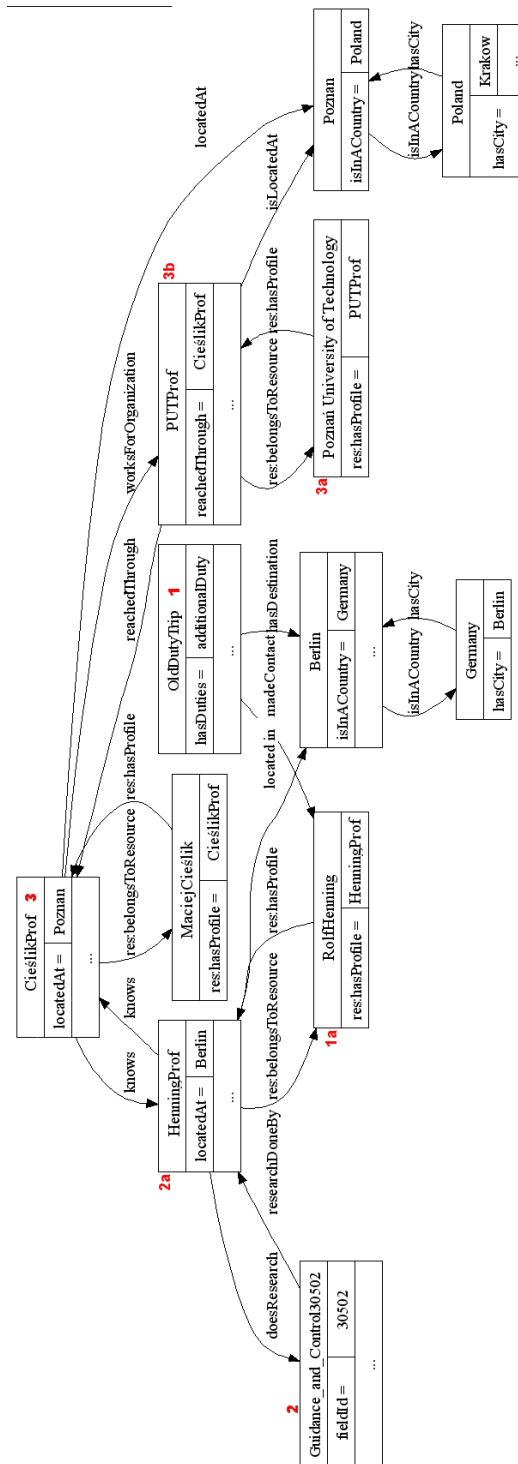 CieślikProf 3
locatedAt = Poznan
...
locatedAt
worksForOrganization
reachedThrough
res:hasProfile
res:belongsToResource
knows
knows
2a
HenningProf
locatedAt = Berlin
...
MaciejCieślik
res:hasProfile = CieślikProf
OldDutyTrip 1
hasDuties = additionalDuty
...
3b
PUTProf
reachedThrough = CieślikProf
...
isLocatedAt
res:hasProfile
res:belongsToResource
hasDestination
madeContact
located in
res:hasProfile
res:belongsToResource
researchDoneBy
doesResearch
2
Guidance_and_Control30502
fieldId = 30502
...
1a
RolfHenning
res:hasProfile = HenningProf
Berlin
isInACountry = Germany
...
3a
Poznań University of Technology
res:hasProfile = PUTProf
Poznan
isInACountry = Poland
hasCity
isInACountry
hasCity
isInACountry
Germany
hasCity = Berlin
Poland
hasCity = Krakow
...